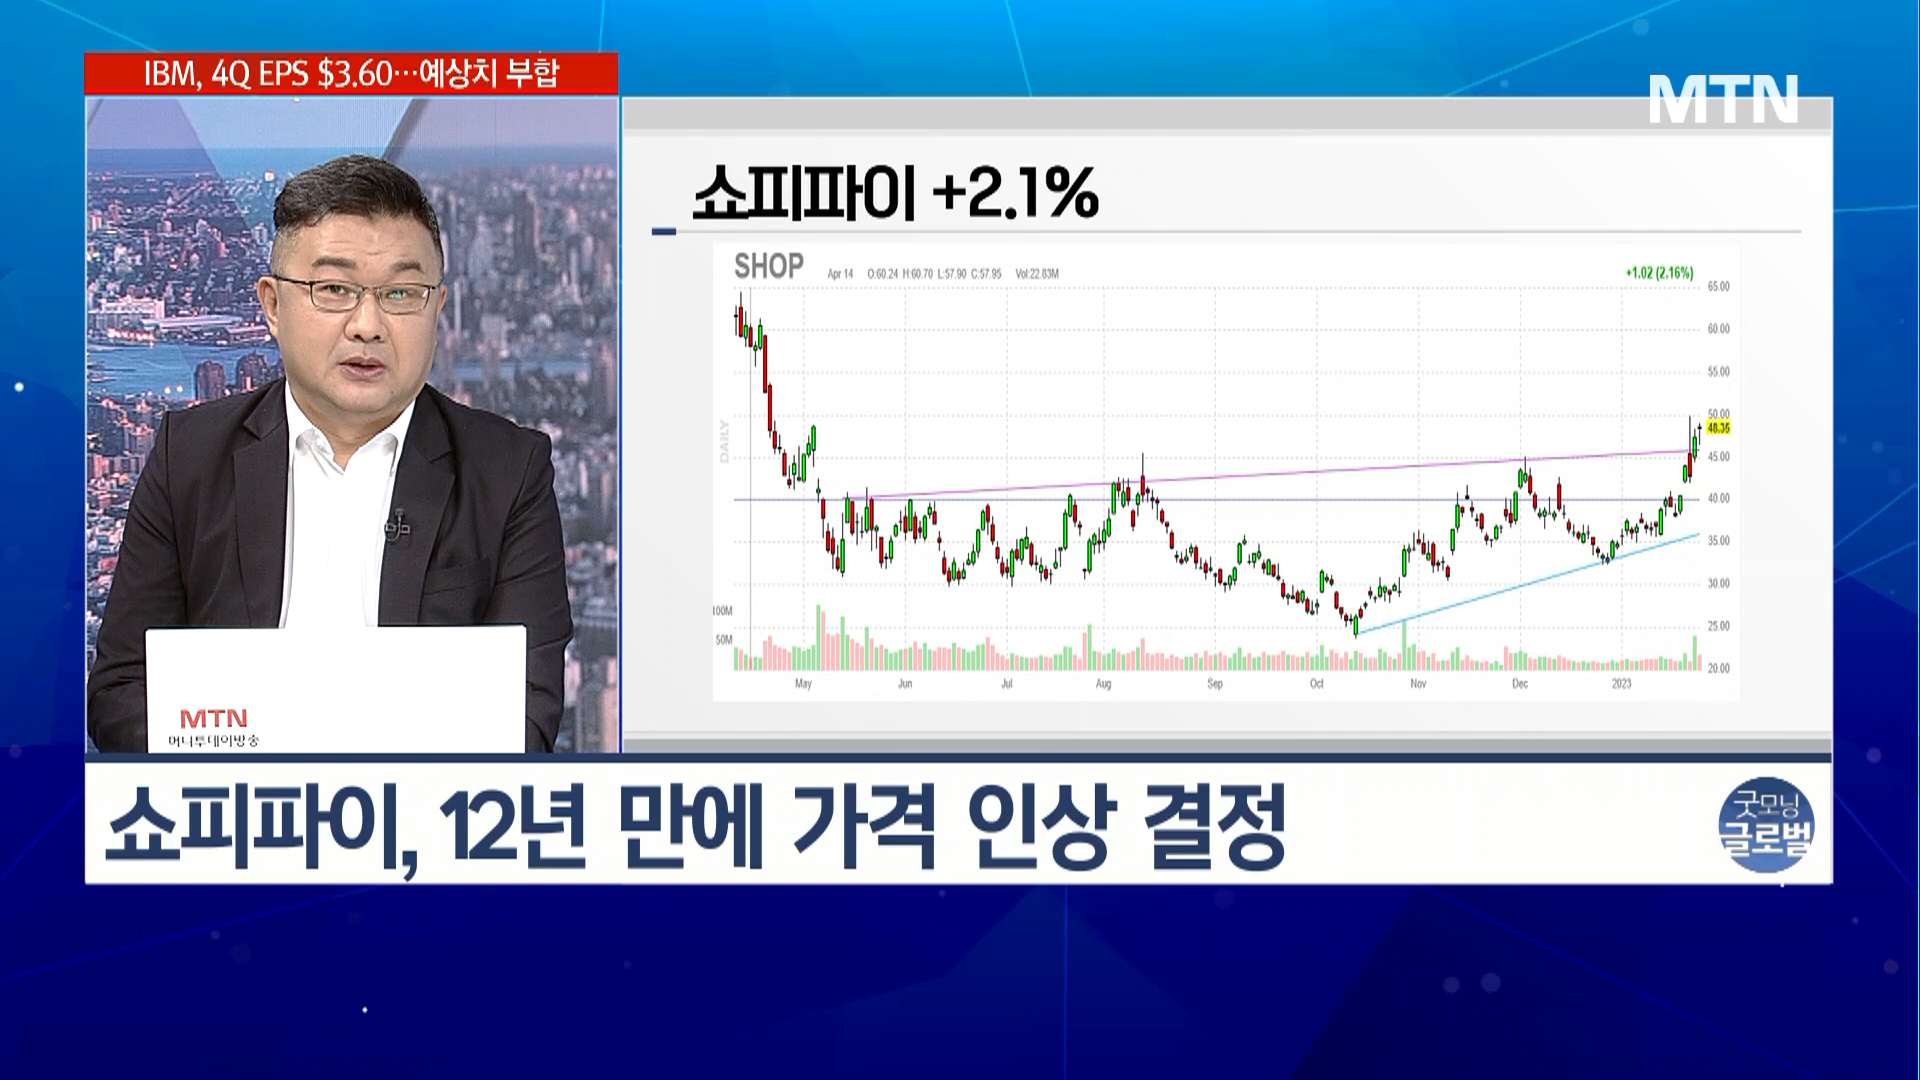 IBM, 4Q EPS $3.60…예상치 부합
MTN
쇼피파이 +2.1%
SHOP
Apr 14 O:60.24 H:60.70 L:57.90 C:57.95 Vol:22.83M
+1.02 (2.16%)
DAILY
65.00
60.00
55.00
50.00
48.35
45.00
40.00
35.00
30.00
25.00
20.00
100M
50M
May Jun Jul Aug Sep Oct Nov Dec 2023
MTN
머니투데이방송
쇼피파이, 12년 만에 가격 인상 결정
굿모닝
글로벌